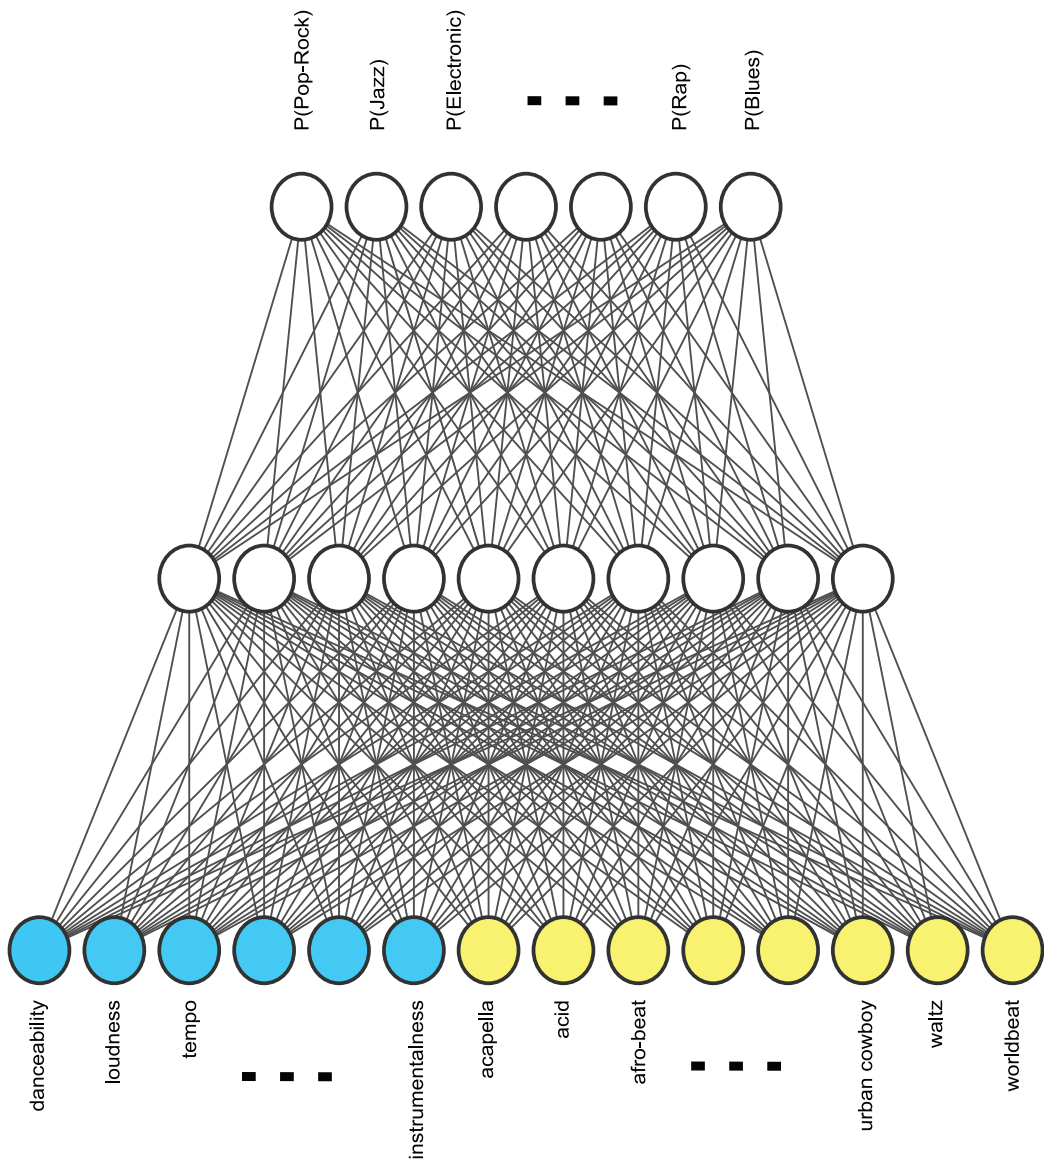 P(Pop-Rock)
P(Jazz)
P(Electronic)
P(Rap)
P(Blues)
danceability
loudness
tempo
instrumentalness
acapella
acid
afro-beat
urban cowboy
waltz
worldbeat